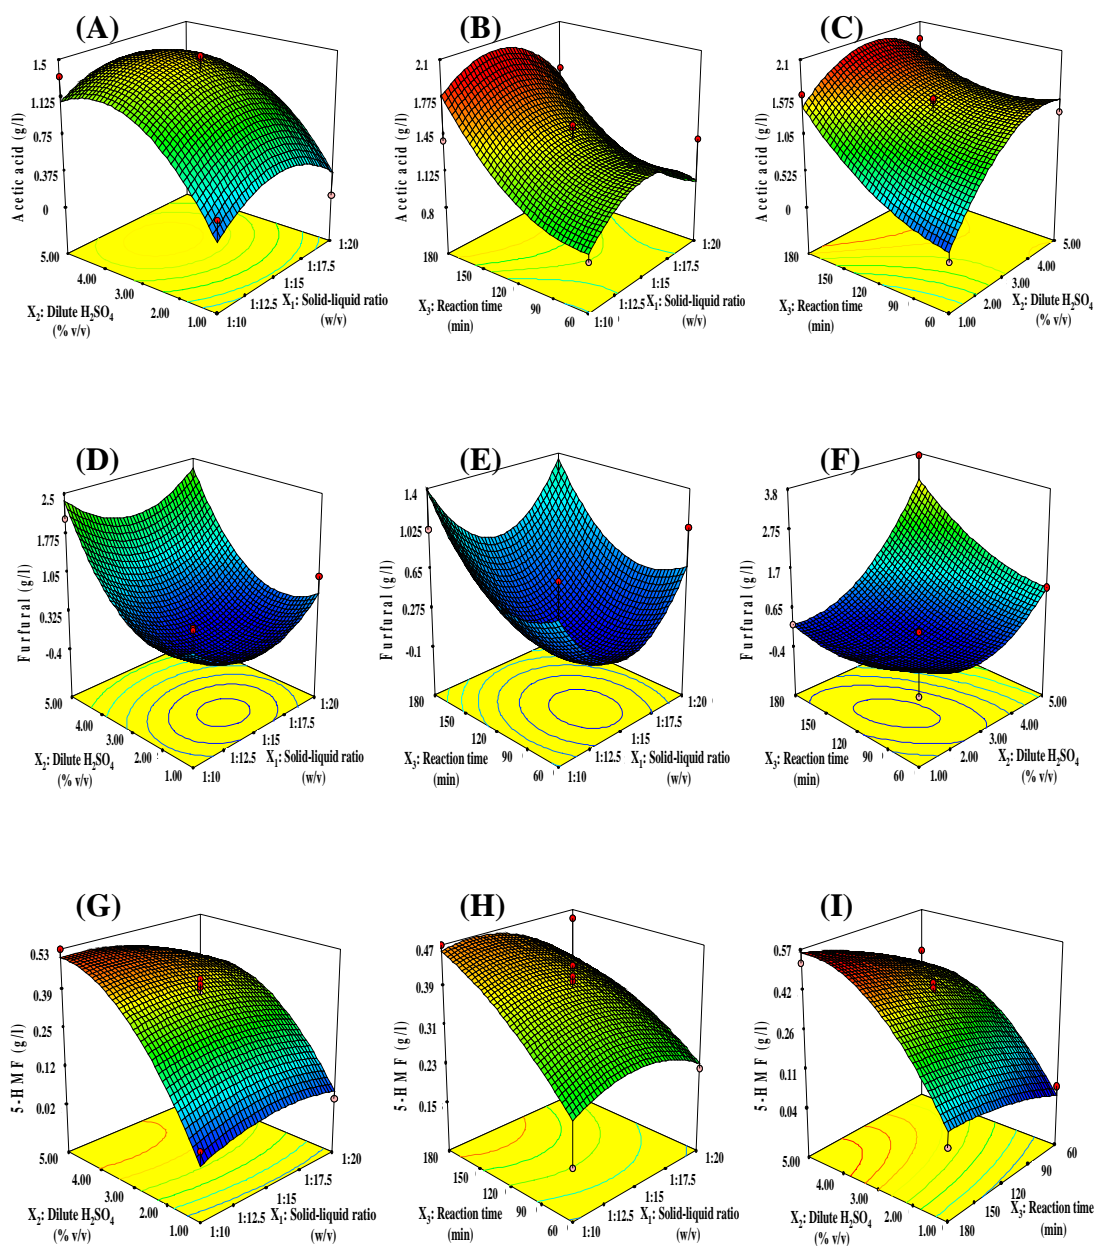 (A)
1.5
1.125
0.75
0.375
0
Acetic acid (g/l)
5.00
4.00
3.00
2.00
1.00
X₂: Dilute H₂SO₄
(% v/v)
1:10
1:12.5
1:15
1:17.5
1:20
X₁: Solid-liquid ratio
(w/v)
(B)
2.1
1.775
1.45
1.125
0.8
Acetic acid (g/l)
180
150
120
90
60
X₃: Reaction time
(min)
1:10
1:12.5
1:15
1:17.5
1:20
X₁: Solid-liquid ratio
(w/v)
(C)
2.1
1.575
1.05
0.525
0
Acetic acid (g/l)
180
150
120
90
60
X₃: Reaction time
(min)
1.00
2.00
3.00
4.00
5.00
X₂: Dilute H₂SO₄
(% v/v)
(D)
2.5
1.775
1.05
0.325
-0.4
Furfural (g/l)
5.00
4.00
3.00
2.00
1.00
X₂: Dilute H₂SO₄
(% v/v)
1:10
1:12.5
1:15
1:17.5
1:20
X₁: Solid-liquid ratio
(w/v)
(E)
1.4
1.025
0.65
0.275
-0.1
Furfural (g/l)
180
150
120
90
60
X₃: Reaction time
(min)
1:10
1:12.5
1:15
1:17.5
1:20
X₁: Solid-liquid ratio
(w/v)
(F)
3.8
2.75
1.7
0.65
-0.4
Furfural (g/l)
180
150
120
90
60
X₃: Reaction time
(min)
1.00
2.00
3.00
4.00
5.00
X₂: Dilute H₂SO₄
(% v/v)
(G)
0.53
0.39
0.25
0.12
0.02
5-HMF (g/l)
5.00
4.00
3.00
2.00
1.00
X₂: Dilute H₂SO₄
(% v/v)
1:10
1:12.5
1:15
1:17.5
1:20
X₁: Solid-liquid ratio
(w/v)
(H)
0.47
0.39
0.31
0.23
0.15
5-HMF (g/l)
180
150
120
90
60
X₃: Reaction time
(min)
1:10
1:12.5
1:15
1:17.5
1:20
X₁: Solid-liquid ratio
(w/v)
(I)
0.57
0.42
0.26
0.11
0.04
5-HMF (g/l)
5.00
4.00
3.00
2.00
1.00
X₂: Dilute H₂SO₄
(% v/v)
180
150
120
90
60
X₃: Reaction time
(min)